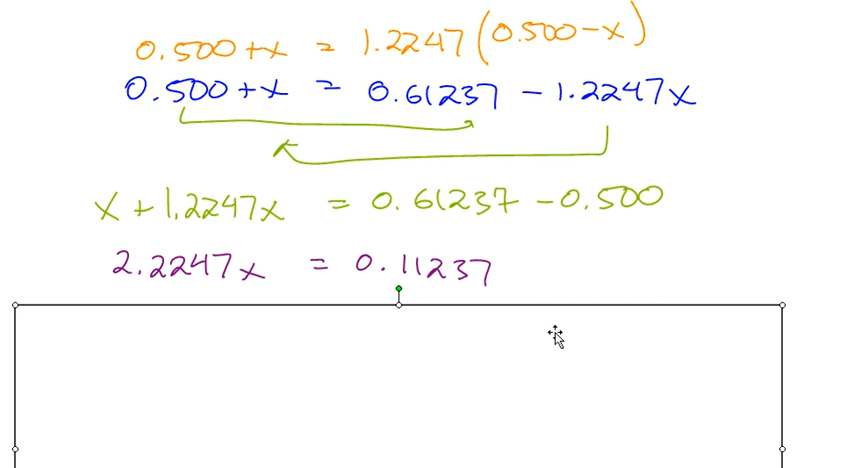 0.500+x = 1.2247(0.500-x)
0.500+x = 0.61237 - 1.2247x
x+1.2247x = 0.61237 - 0.500
2.2247x = 0.11237